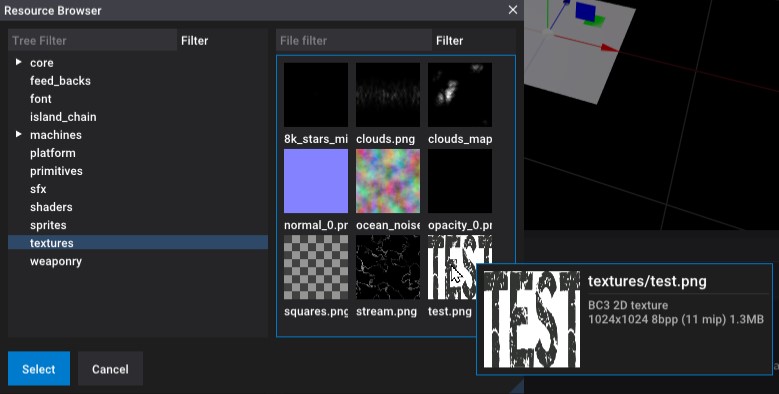 Resource Browser
Tree Filter
Filter
File filter
Filter
core
feed_backs
font
island_chain
machines
platform
primitives
sfx
shaders
sprites
textures
weaponry
8k_stars_mi
clouds.png
clouds_map
normal_0.pr
ocean_noise
opacity_0.pr
squares.png
stream.png
TEST
test.png
TEST
textures/test.png
BC3 2D texture
1024x1024 8bpp (11 mip) 1.3MB
Select
Cancel